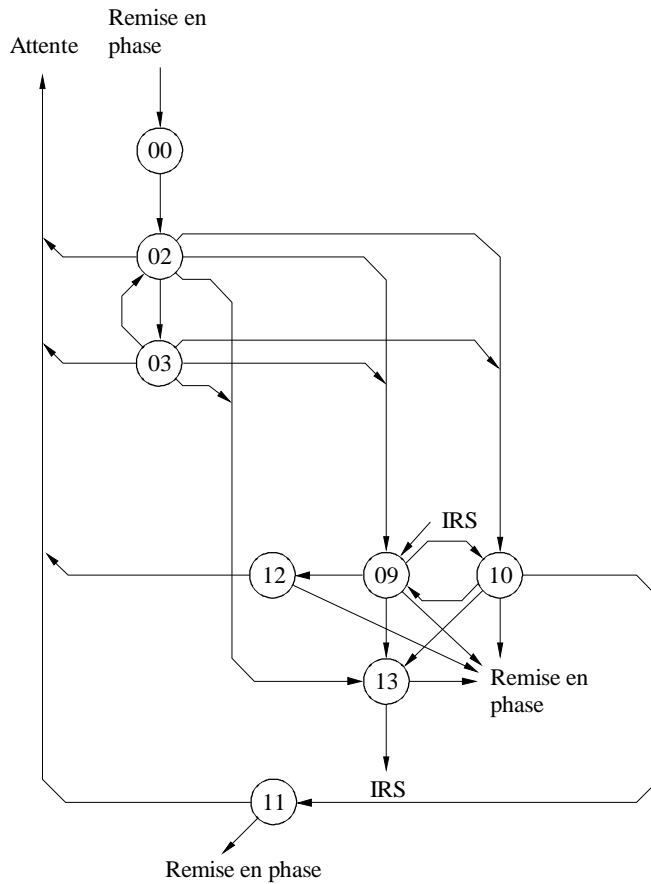 Remise en
phase
Attente
00
02
03
IRS
12
09
10
13
Remise en
phase
IRS
11
Remise en phase